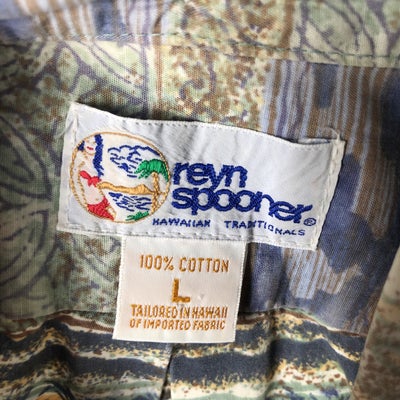 reyn
spooner®
HAWAIIAN TRADITIONALS
100% COTTON
L
TAILORED IN HAWAII
OF IMPORTED FABRIC